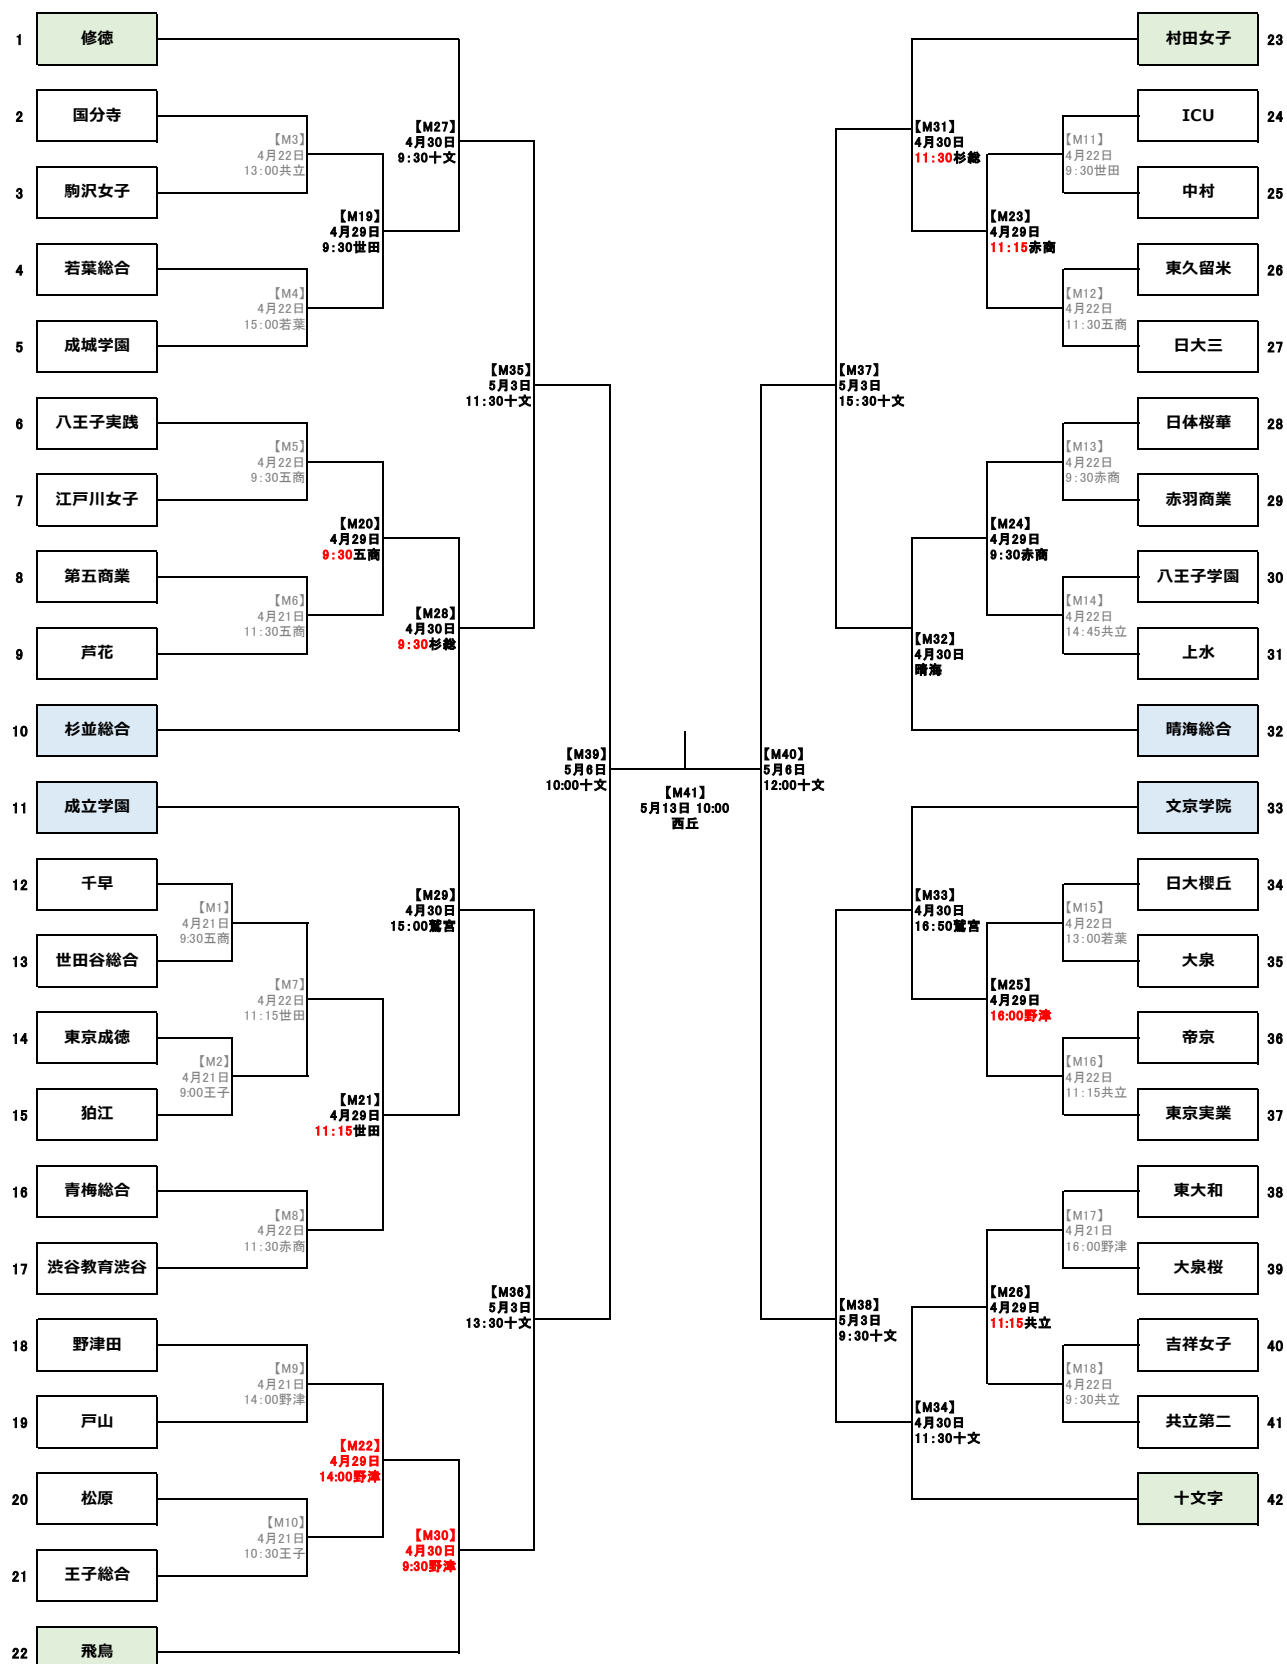 1 修徳
2 国分寺
【M3】
4月22日
13:00共立
3 駒沢女子
【M27】
4月30日
9:30十文
【M19】
4月29日
9:30世田
4 若葉総合
【M4】
4月22日
15:00若葉
5 成城学園
【M35】
5月3日
11:30十文
6 八王子実践
【M5】
4月22日
9:30五商
7 江戸川女子
【M20】
4月29日
9:30五商
8 第五商業
【M6】
4月21日
11:30五商
9 芦花
【M28】
4月30日
9:30杉総
10 杉並総合
【M39】
5月6日
10:00十文
11 成立学園
12 千早
【M1】
4月21日
9:30五商
13 世田谷総合
【M29】
4月30日
15:00鷺宮
【M7】
4月22日
11:15世田
14 東京成徳
【M2】
4月21日
9:00王子
15 狛江
【M21】
4月29日
11:15世田
16 青梅総合
【M8】
4月22日
11:30赤商
17 渋谷教育渋谷
【M36】
5月3日
13:30十文
18 野津田
【M9】
4月21日
14:00野津
19 戸山
【M22】
4月29日
14:00野津
20 松原
【M10】
4月21日
10:30王子
21 王子総合
【M30】
4月30日
9:30野津
22 飛鳥
【M41】
5月13日 10:00
西丘
村田女子 23
ICU 24
【M11】
4月22日
9:30世田
中村 25
【M31】
4月30日
11:30杉総
【M23】
4月29日
11:15赤商
東久留米 26
【M12】
4月22日
11:30五商
日大三 27
【M37】
5月3日
15:30十文
日体桜華 28
【M13】
4月22日
9:30赤商
赤羽商業 29
【M24】
4月29日
9:30赤商
八王子学園 30
【M14】
4月22日
14:45共立
上水 31
【M32】
4月30日
晴海
晴海総合 32
【M40】
5月6日
12:00十文
文京学院 33
日大櫻丘 34
【M15】
4月22日
13:00若葉
大泉 35
【M33】
4月30日
16:50鷺宮
【M25】
4月29日
16:00野津
帝京 36
【M16】
4月22日
11:15共立
東京実業 37
東大和 38
【M17】
4月21日
16:00野津
大泉桜 39
【M26】
4月29日
11:15共立
【M38】
5月3日
9:30十文
吉祥女子 40
【M18】
4月22日
9:30共立
共立第二 41
【M34】
4月30日
11:30十文
十文字 42